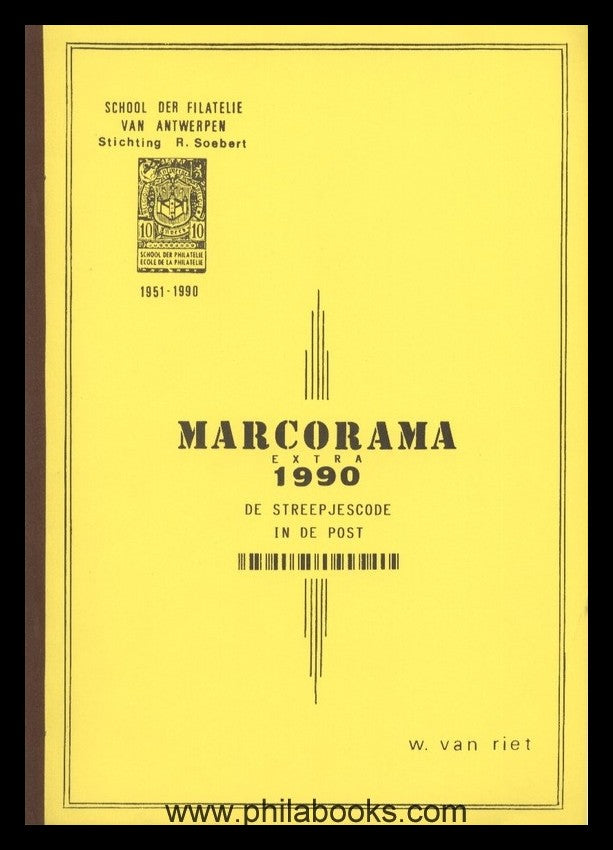 SCHOOL DER FILATELIE
VAN ANTWERPEN
Stichting R. Soebert
10 10
SCHOOL DER PHILATELIE
ECOLE DE LA PHILATELIE
1951-1990
MARCORAMA
EXTRA
1990
DE STREEPJESCODE
IN DE POST
w. van riet
www.philabooks.com